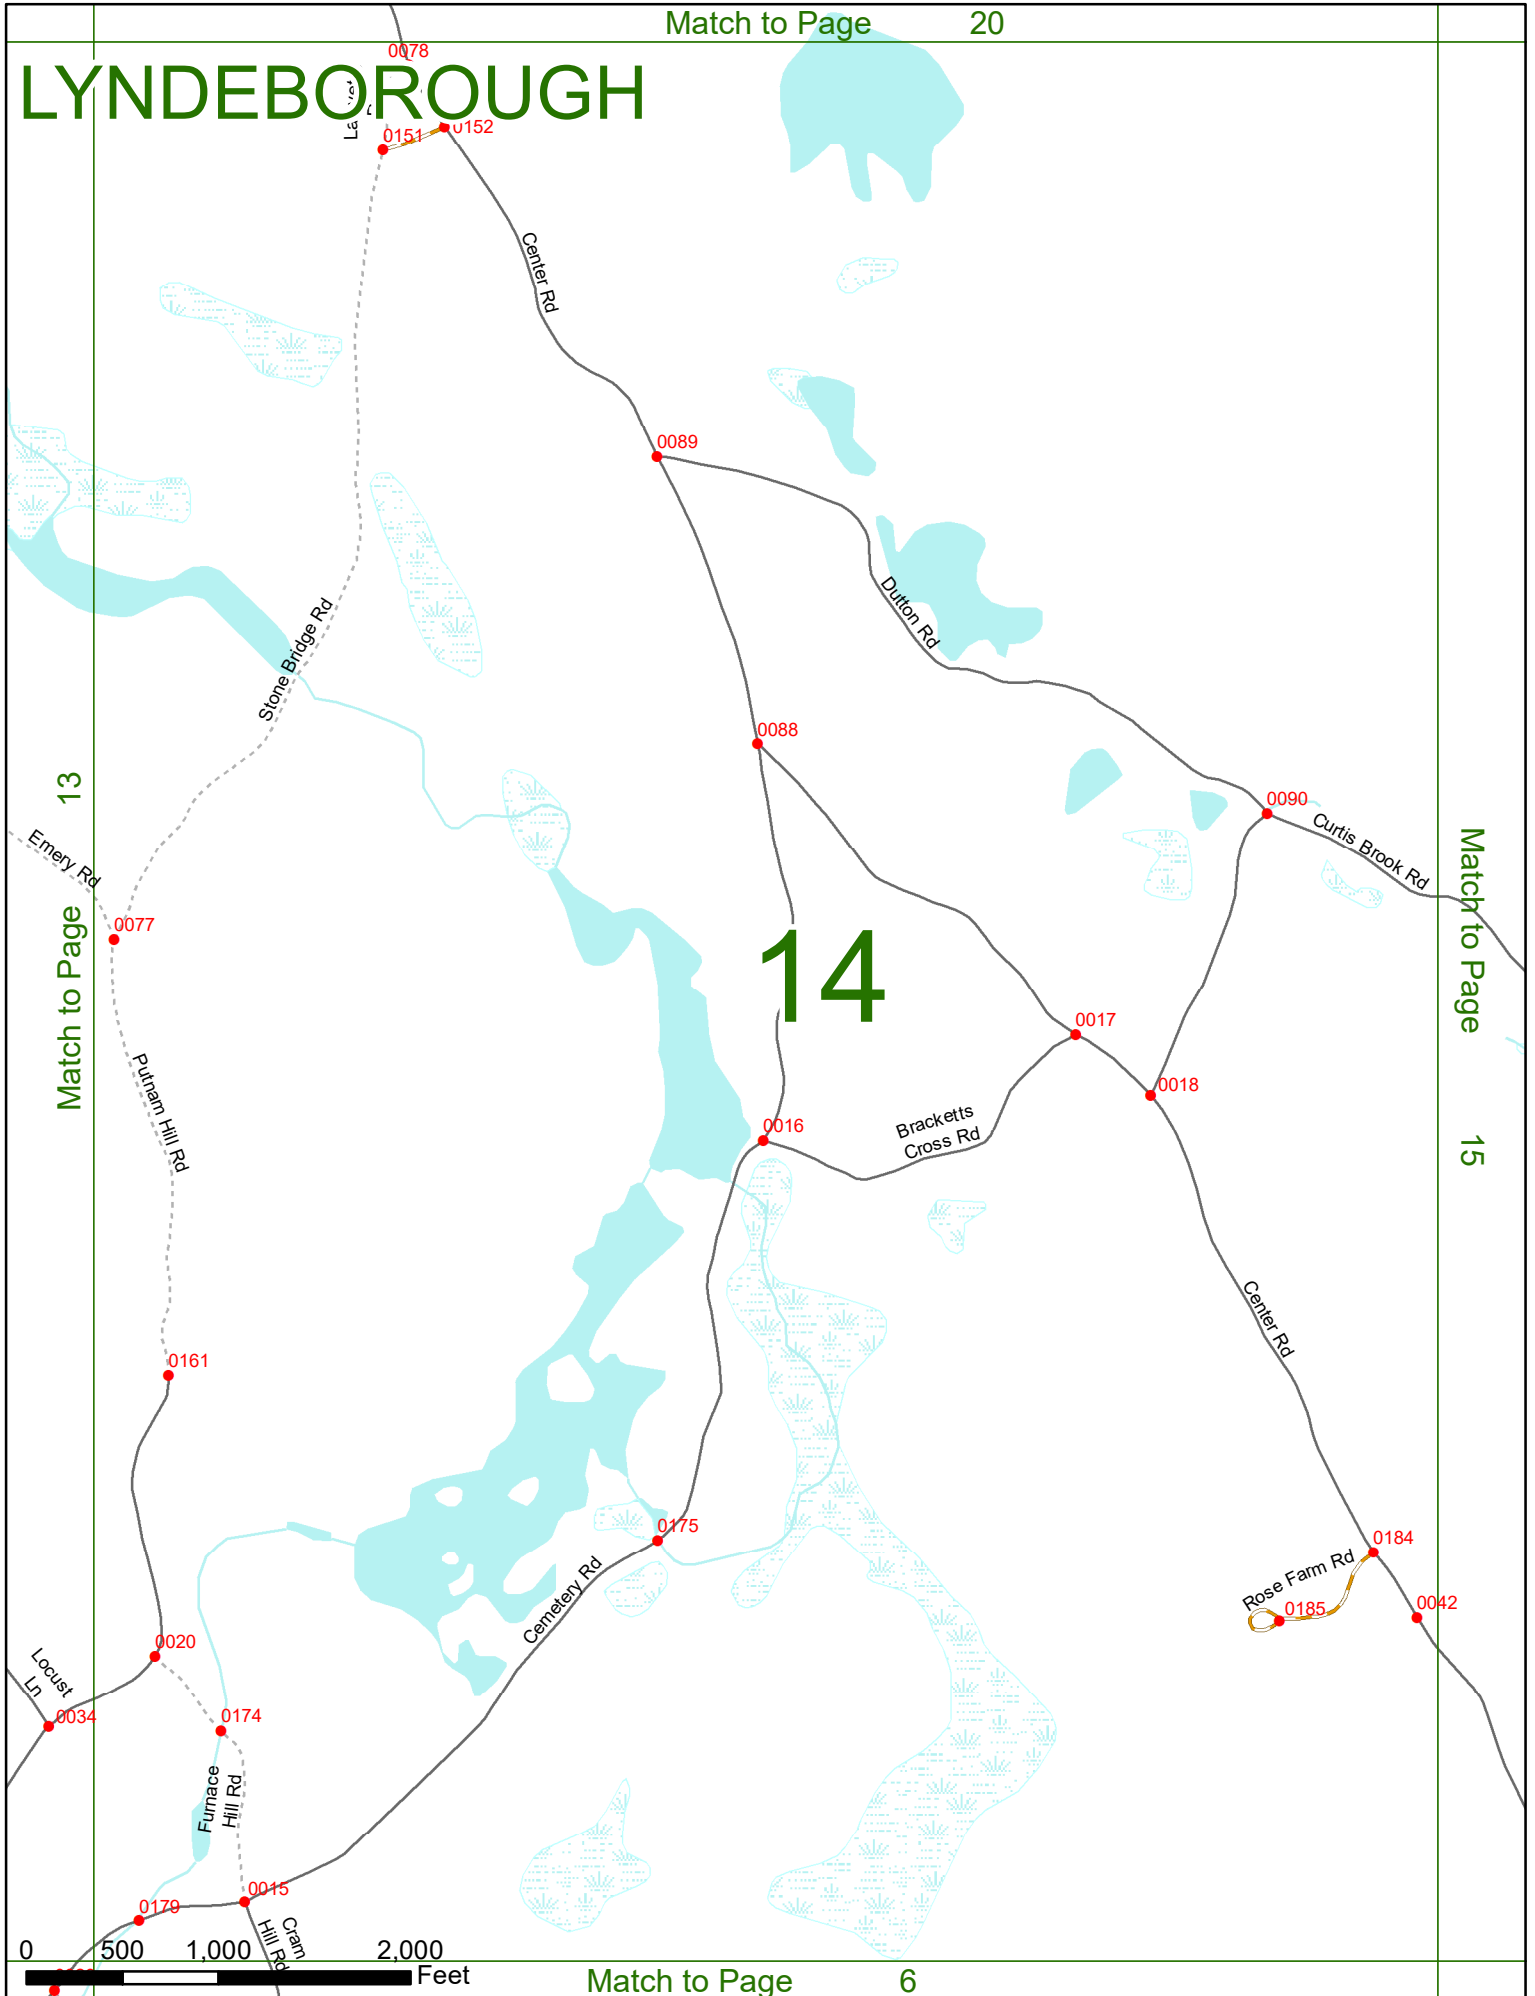 Match to Page 20
0078
LYNDEBOROUGH
0151
0152
Center Rd
0089
Dutton Rd
Stone Bridge Rd
0088
Match to Page 13
0090
Curtis Brook Rd
Emery Rd
0077
Match to Page 15
14
0017
Putnam Hill Rd
0018
0016
Bracketts
Cross Rd
Center Rd
0161
0175
0184
Rose Farm Rd
0185
0042
Cemetery Rd
0020
Locust
Ln
0034
0174
Furnace
Hill Rd
0015
0179
Cram
Hill Rd
0 500 1,000 2,000
Feet
Match to Page 6